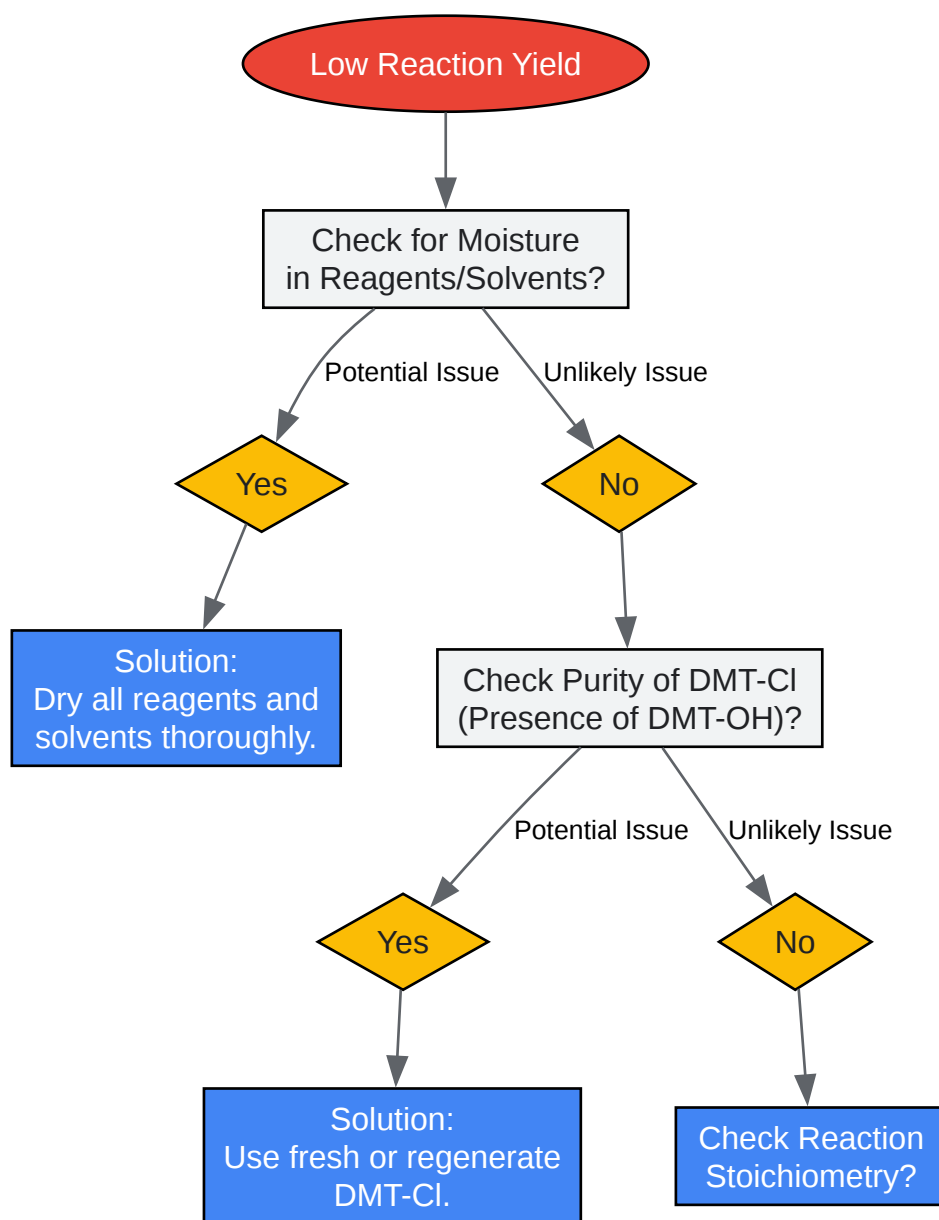 Low Reaction Yield
Check for Moisture
in Reagents/Solvents?
Potential Issue
Unlikely Issue
Yes
No
Solution:
Dry all reagents and
solvents thoroughly.
Check Purity of DMT-Cl
(Presence of DMT-OH)?
Potential Issue
Unlikely Issue
Yes
No
Solution:
Use fresh or regenerate
DMT-Cl.
Check Reaction
Stoichiometry?